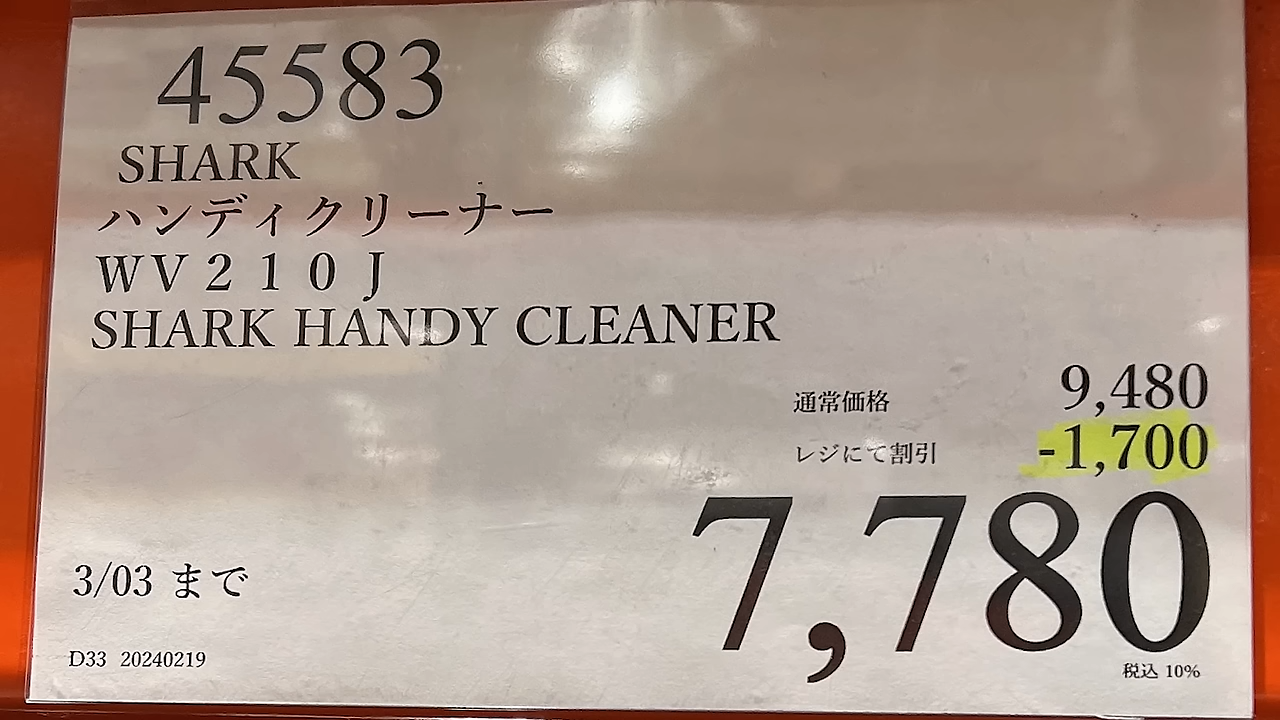 45583
SHARK
ハンディクリーナー
ＷＶ２１０Ｊ
SHARK HANDY CLEANER
通常価格 9,480
レジにて割引 -1,700
7,780
3/03 まで
税込 10%
D33 20240219